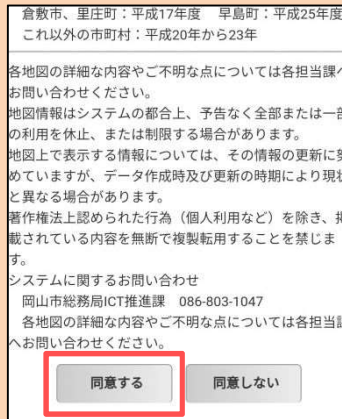 倉敷市、里庄町：平成17年度　早島町：平成25年度
これ以外の市町村：平成20年から23年
各地図の詳細な内容やご不明な点については各担当課へ
お問い合わせください。
地図情報はシステムの都合上、予告なく全部または一部
の利用を休止、または制限する場合があります。
地図上で表示する情報については、その情報の更新に努
めていますが、データ作成時及び更新の時期により現状
と異なる場合があります。
著作権法上認められた行為（個人利用など）を除き、掲
載されている内容を無断で複製転用することを禁じま
す。
システムに関するお問い合わせ
岡山市総務局ICT推進課　086-803-1047
各地図の詳細な内容やご不明な点については各担当課
へお問い合わせください。
同意する　同意しない